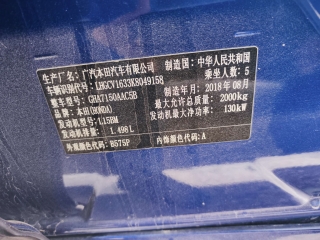 生产厂名：广汽本田汽车有限公司 制造国：中华人民共和国
车辆识别代号：LHGCV1633K8049158 乘坐人数：5
整车型号：GHA7150AAC5B 制造年月：2018年08月
品牌：本田(HONDA) 最大允许总质量：2000kg
发动机型号：L15BM 发动机最大净功率：130kW
发动机排量：1.498L
外观颜色代码：B575P 内饰颜色代码：A